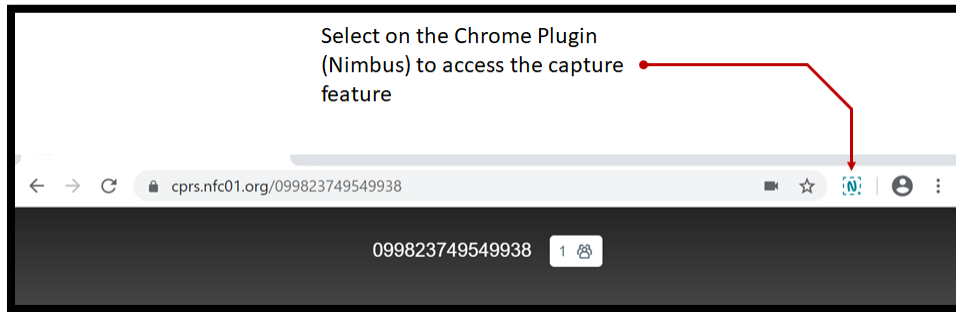 Select on the Chrome Plugin
(Nimbus) to access the capture
feature
cprs.nfc01.org/099823749549938
N
099823749549938 1